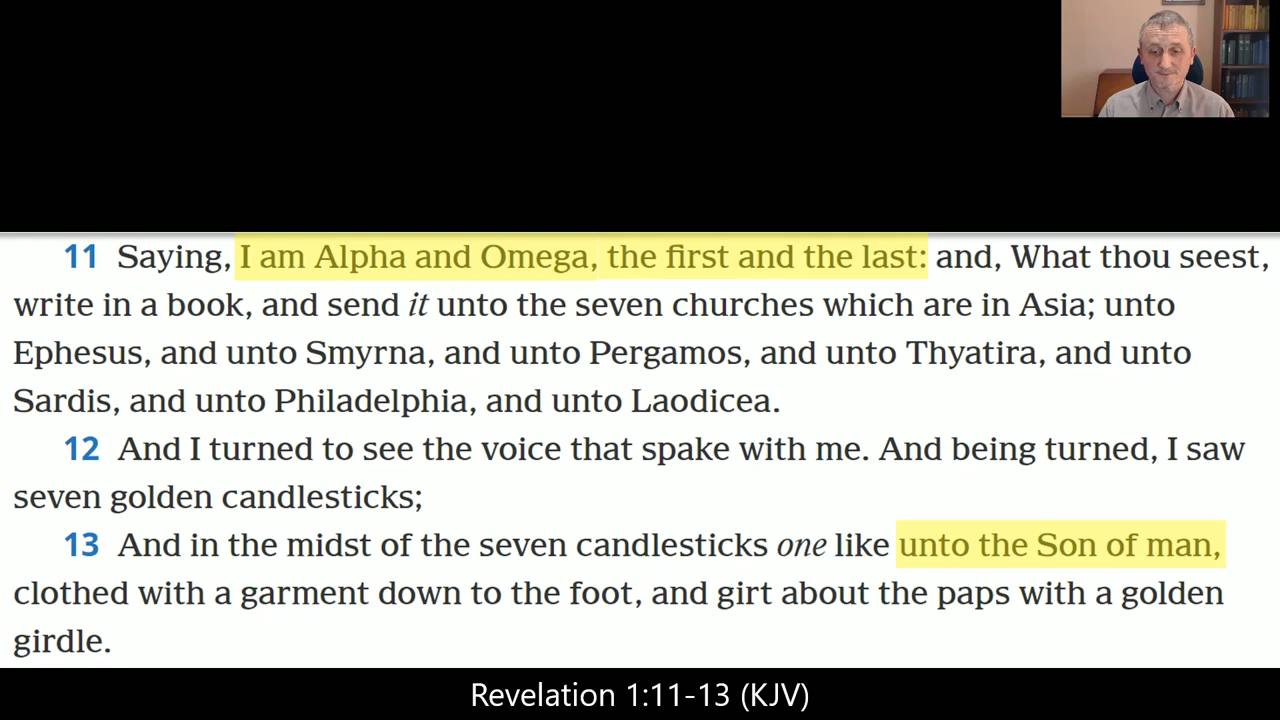 11 Saying, I am Alpha and Omega, the first and the last: and, What thou seest,
write in a book, and send it unto the seven churches which are in Asia; unto
Ephesus, and unto Smyrna, and unto Pergamos, and unto Thyatira, and unto
Sardis, and unto Philadelphia, and unto Laodicea.
12 And I turned to see the voice that spake with me. And being turned, I saw
seven golden candlesticks;
13 And in the midst of the seven candlesticks one like unto the Son of man,
clothed with a garment down to the foot, and girt about the paps with a golden
girdle.
Revelation 1:11-13 (KJV)